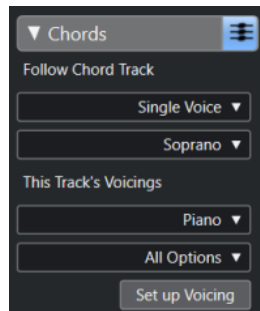 Chords
Follow Chord Track
Single Voice
Soprano
This Track's Voicings
Piano
All Options
Set up Voicing